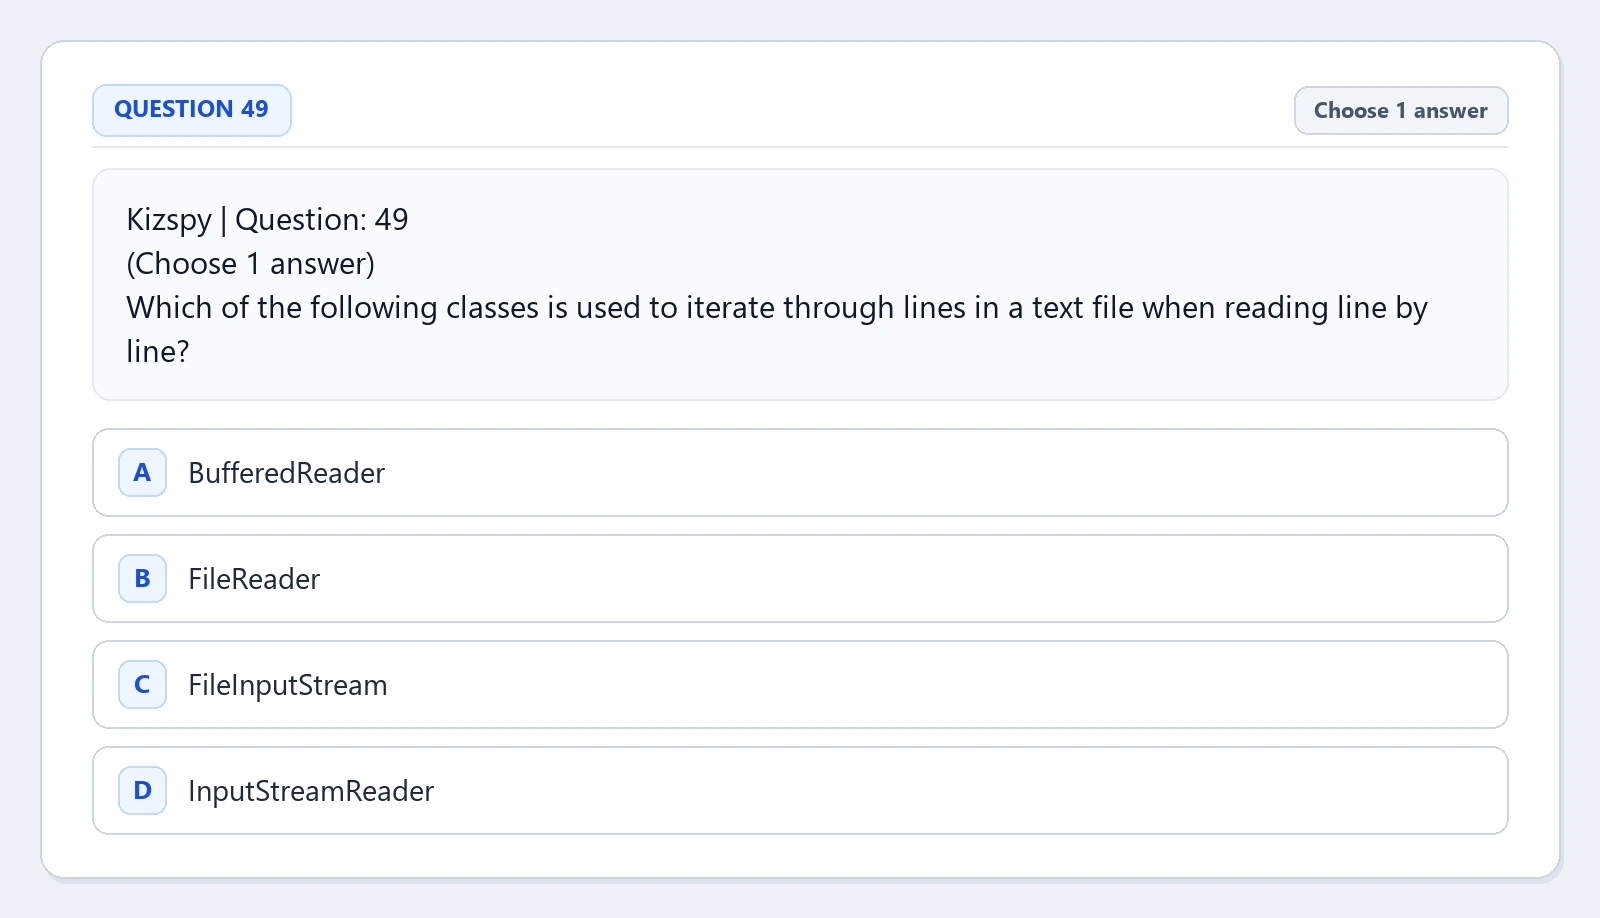 QUESTION 49
Choose 1 answer
Kizspy | Question: 49
(Choose 1 answer)
Which of the following classes is used to iterate through lines in a text file when reading line by
line?
A BufferedReader
B FileReader
C FileInputStream
D InputStreamReader